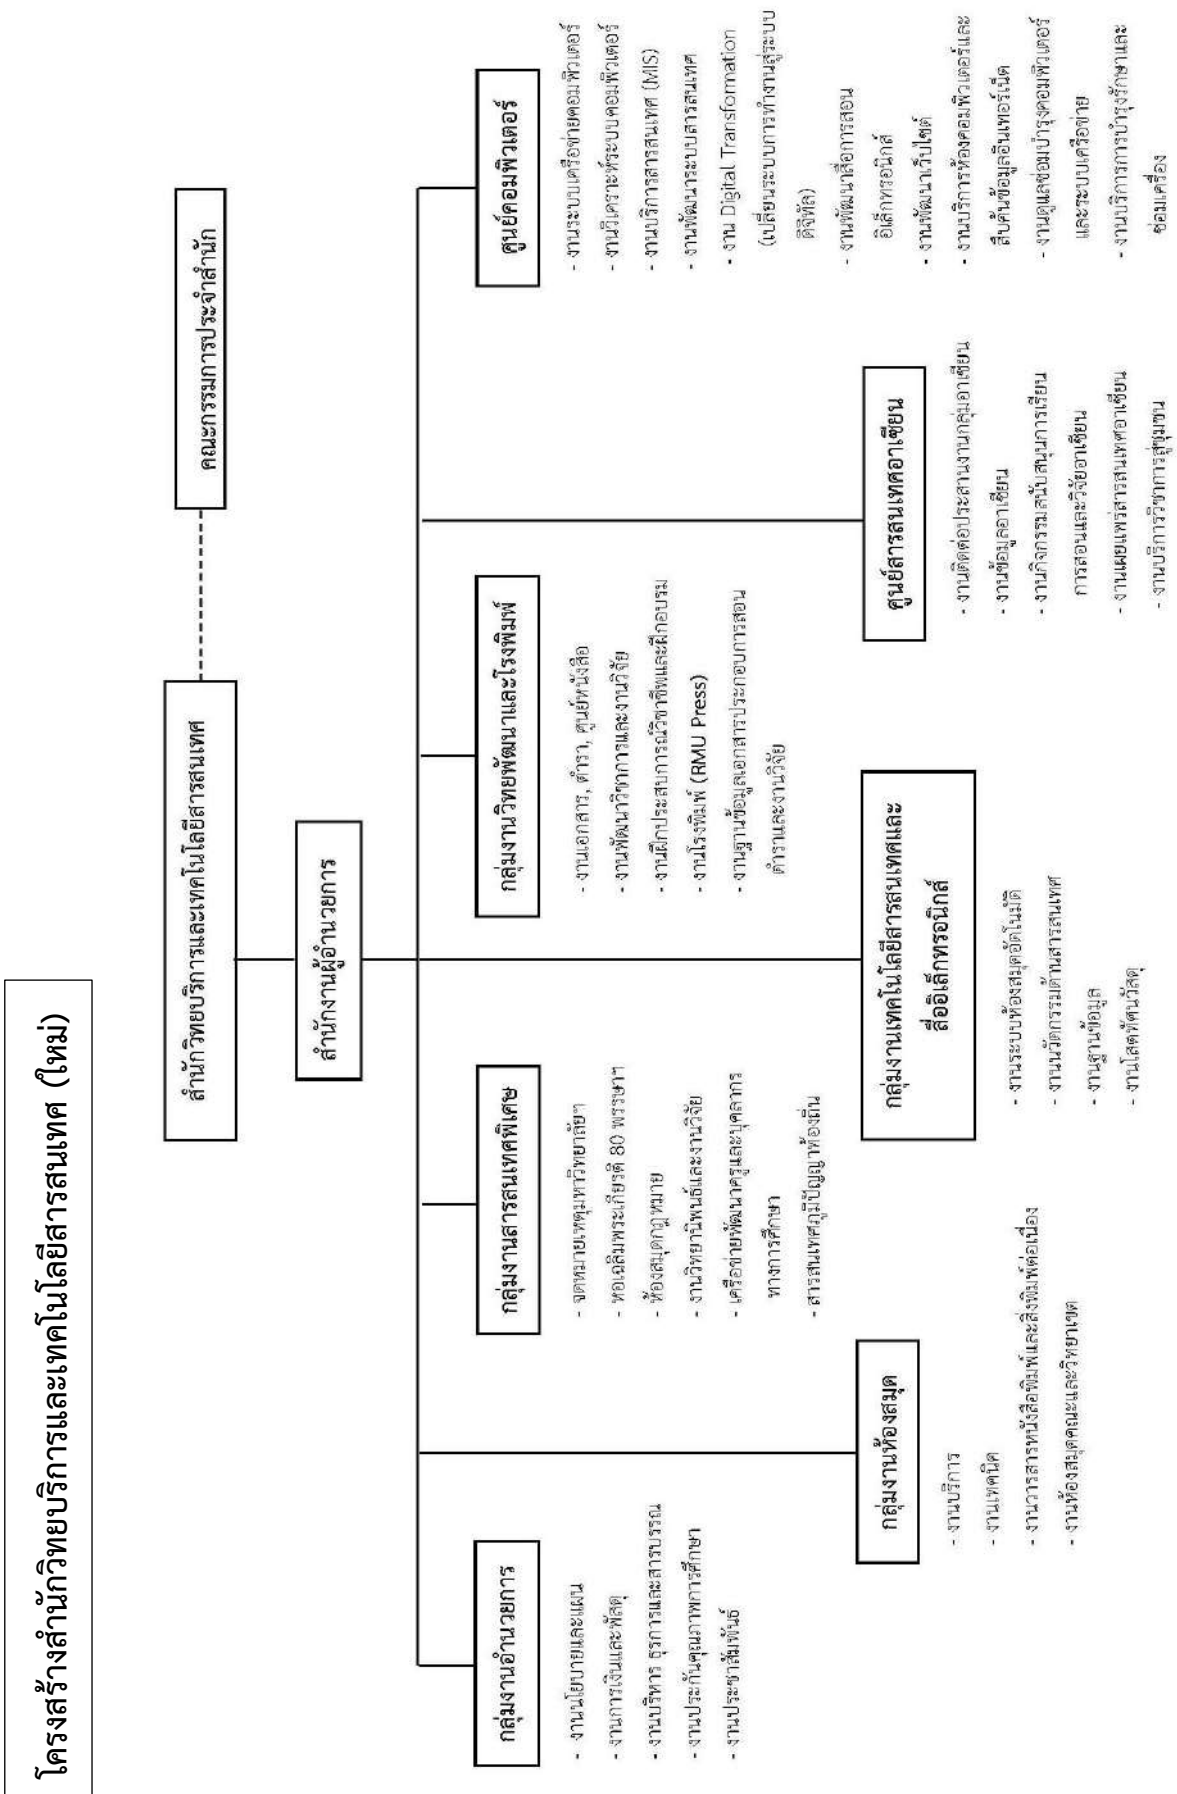 โครงสร้างสำนักวิทยบริการและเทคโนโลยีสารสนเทศ (ใหม่)
สำนักวิทยบริการและเทคโนโลยีสารสนเทศ
คณะกรรมการประจำสำนัก
สำนักงานผู้อำนวยการ
กลุ่มงานอำนวยการ
- งานนโยบายและแผน
- งานการเงินและพัสดุ
- งานบริหาร ธุรการและสารบรรณ
- งานประกันคุณภาพการศึกษา
- งานประชาสัมพันธ์
กลุ่มงานห้องสมุด
- งานบริการ
- งานเทคนิค
- งานวารสารหนังสือพิมพ์และสิ่งพิมพ์ต่อเนื่อง
- งานห้องสมุดคณะและวิทยาเขต
กลุ่มงานสารสนเทศพิเศษ
- จดหมายเหตุมหาวิทยาลัยฯ
- หอเฉลิมพระเกียรติ 80 พรรษาฯ
- ห้องสมุดกฎหมาย
- งานวิทยานิพนธ์และงานวิจัย
- เครือข่ายพัฒนาครูและบุคลากร
ทางการศึกษา
- สารสนเทศภูมิปัญญาท้องถิ่น
กลุ่มงานเทคโนโลยีสารสนเทศและ
สื่ออิเล็กทรอนิกส์
- งานระบบห้องสมุดอัตโนมัติ
- งานนวัตกรรมด้านสารสนเทศ
- งานฐานข้อมูล
- งานโสตทัศนวัสดุ
กลุ่มงานวิทยพัฒนาและโรงพิมพ์
- งานเอกสาร, ตำรา, ศูนย์หนังสือ
- งานพัฒนาวิชาการและงานวิจัย
- งานฝึกประสบการณ์วิชาชีพและฝึกอบรม
- งานโรงพิมพ์ (RMU Press)
- งานฐานข้อมูลเอกสารประกอบการสอน
ตำราและงานวิจัย
ศูนย์สารสนเทศอาเซียน
- งานติดต่อประสานงานกลุ่มอาเซียน
- งานข้อมูลอาเซียน
- งานกิจกรรมสนับสนุนการเรียน
การสอนและวิจัยอาเซียน
- งานเผยแพร่สารสนเทศอาเซียน
- งานบริการวิชาการสู่ชุมชน
ศูนย์คอมพิวเตอร์
- งานระบบเครือข่ายคอมพิวเตอร์
- งานวิเคราะห์ระบบคอมพิวเตอร์
- งานบริการสารสนเทศ (MIS)
- งานพัฒนาระบบสารสนเทศ
- งาน Digital Transformation
(เปลี่ยนระบบการทำงานสู่ระบบ
ดิจิทัล)
- งานพัฒนาสื่อการสอน
อิเล็กทรอนิกส์
- งานพัฒนาเว็บไซต์
- งานบริการห้องคอมพิวเตอร์และ
สืบค้นข้อมูลอินเทอร์เน็ต
- งานดูแลซ่อมบำรุงคอมพิวเตอร์
และระบบเครือข่าย
- งานบริการการบำรุงรักษาและ
ซ่อมเครื่อง